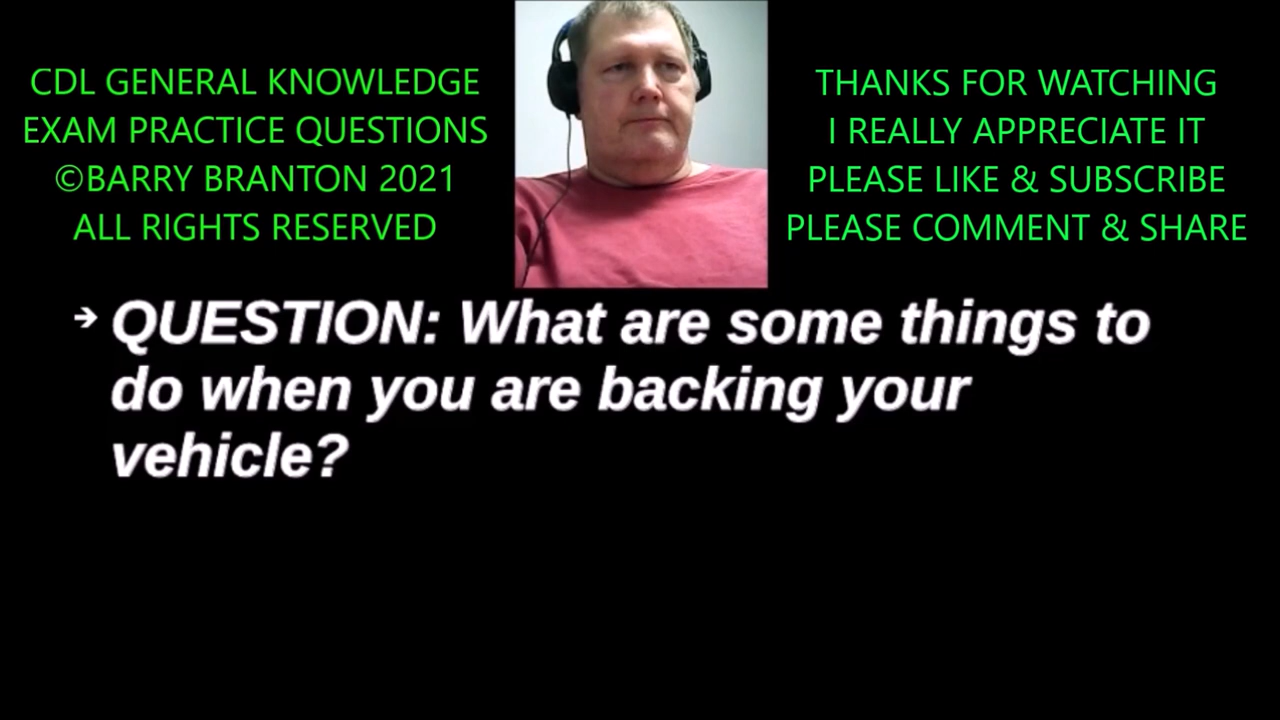 CDL GENERAL KNOWLEDGE
EXAM PRACTICE QUESTIONS
©BARRY BRANTON 2021
ALL RIGHTS RESERVED
THANKS FOR WATCHING
I REALLY APPRECIATE IT
PLEASE LIKE & SUBSCRIBE
PLEASE COMMENT & SHARE
➔ QUESTION: What are some things to
do when you are backing your
vehicle?